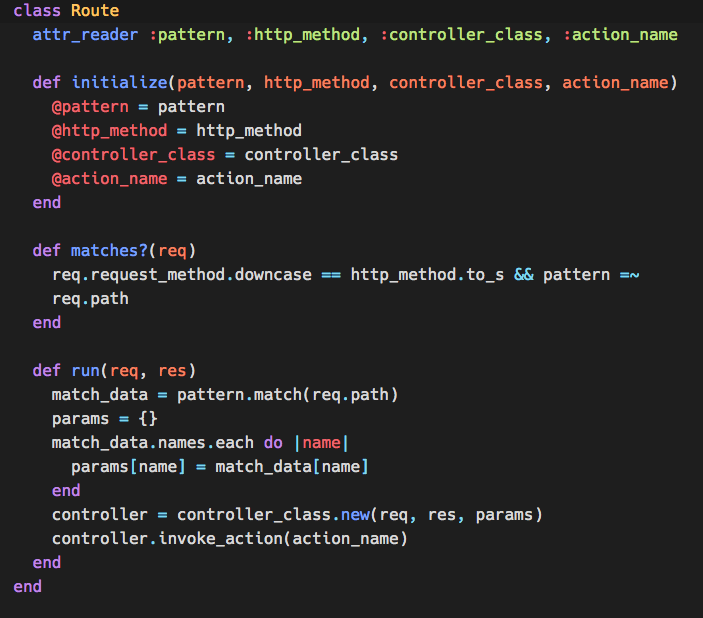 class Route
  attr_reader :pattern, :http_method, :controller_class, :action_name

  def initialize(pattern, http_method, controller_class, action_name)
    @pattern = pattern
    @http_method = http_method
    @controller_class = controller_class
    @action_name = action_name
  end

  def matches?(req)
    req.request_method.downcase == http_method.to_s && pattern =~
    req.path
  end

  def run(req, res)
    match_data = pattern.match(req.path)
    params = {}
    match_data.names.each do |name|
      params[name] = match_data[name]
    end
    controller = controller_class.new(req, res, params)
    controller.invoke_action(action_name)
  end
end